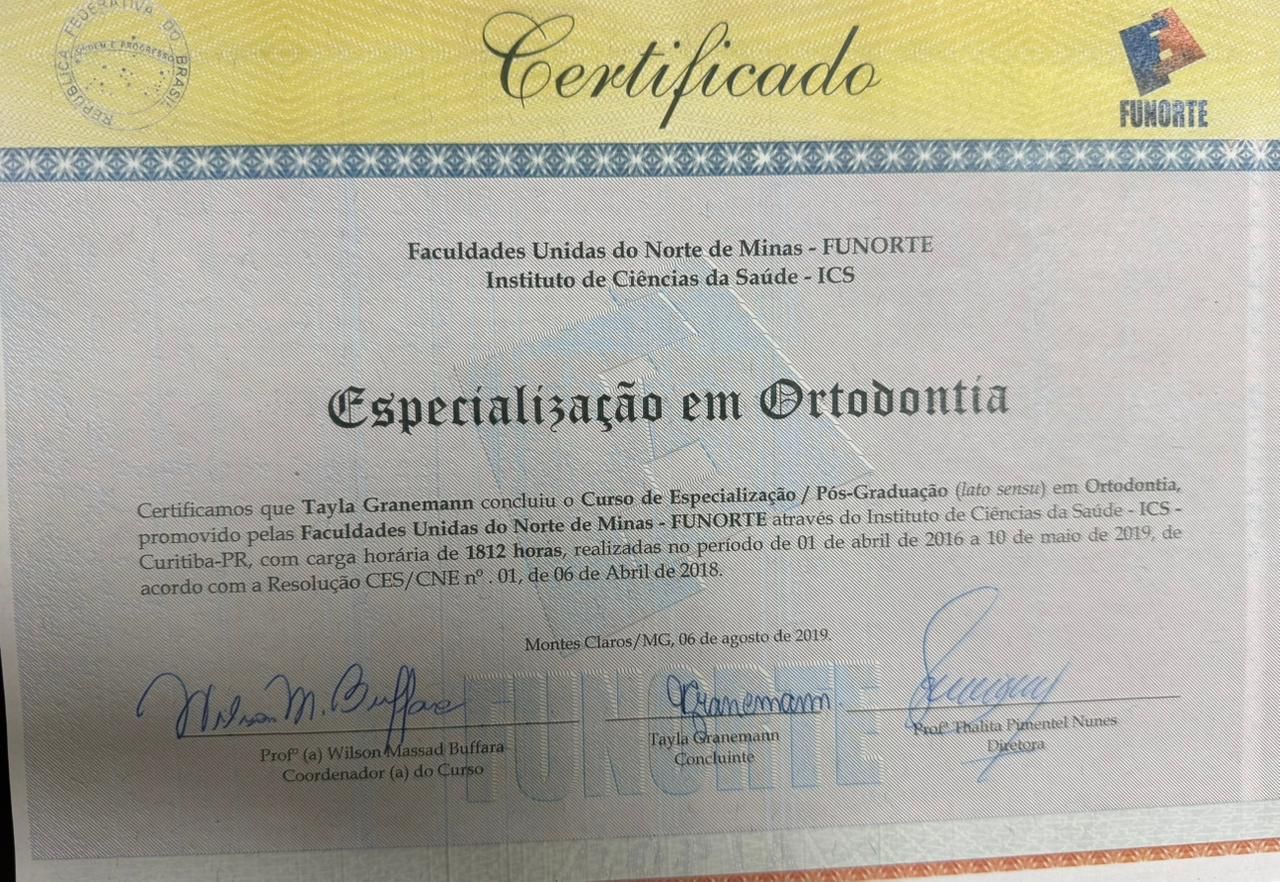 REPÚBLICA FEDERATIVA DO BRASIL
ORDEM E PROGRESSO
Certificado
FUNORTE
Faculdades Unidas do Norte de Minas - FUNORTE
Instituto de Ciências da Saúde - ICS
Especialização em Ortodontia
Certificamos que Tayla Granemann concluiu o Curso de Especialização / Pós-Graduação (lato sensu) em Ortodontia,
promovido pelas Faculdades Unidas do Norte de Minas - FUNORTE através do Instituto de Ciências da Saúde - ICS -
Curitiba-PR, com carga horária de 1812 horas, realizadas no período de 01 de abril de 2016 a 10 de maio de 2019, de
acordo com a Resolução CES/CNE nº . 01, de 06 de Abril de 2018.
Montes Claros/MG, 06 de agosto de 2019.
Wilson M. Buffara
TGranemann.
Profº (a) Wilson Massad Buffara
Coordenador (a) do Curso
Tayla Granemann
Concluinte
Profª Thalita Pimentel Nunes
Diretora
FUNORTE